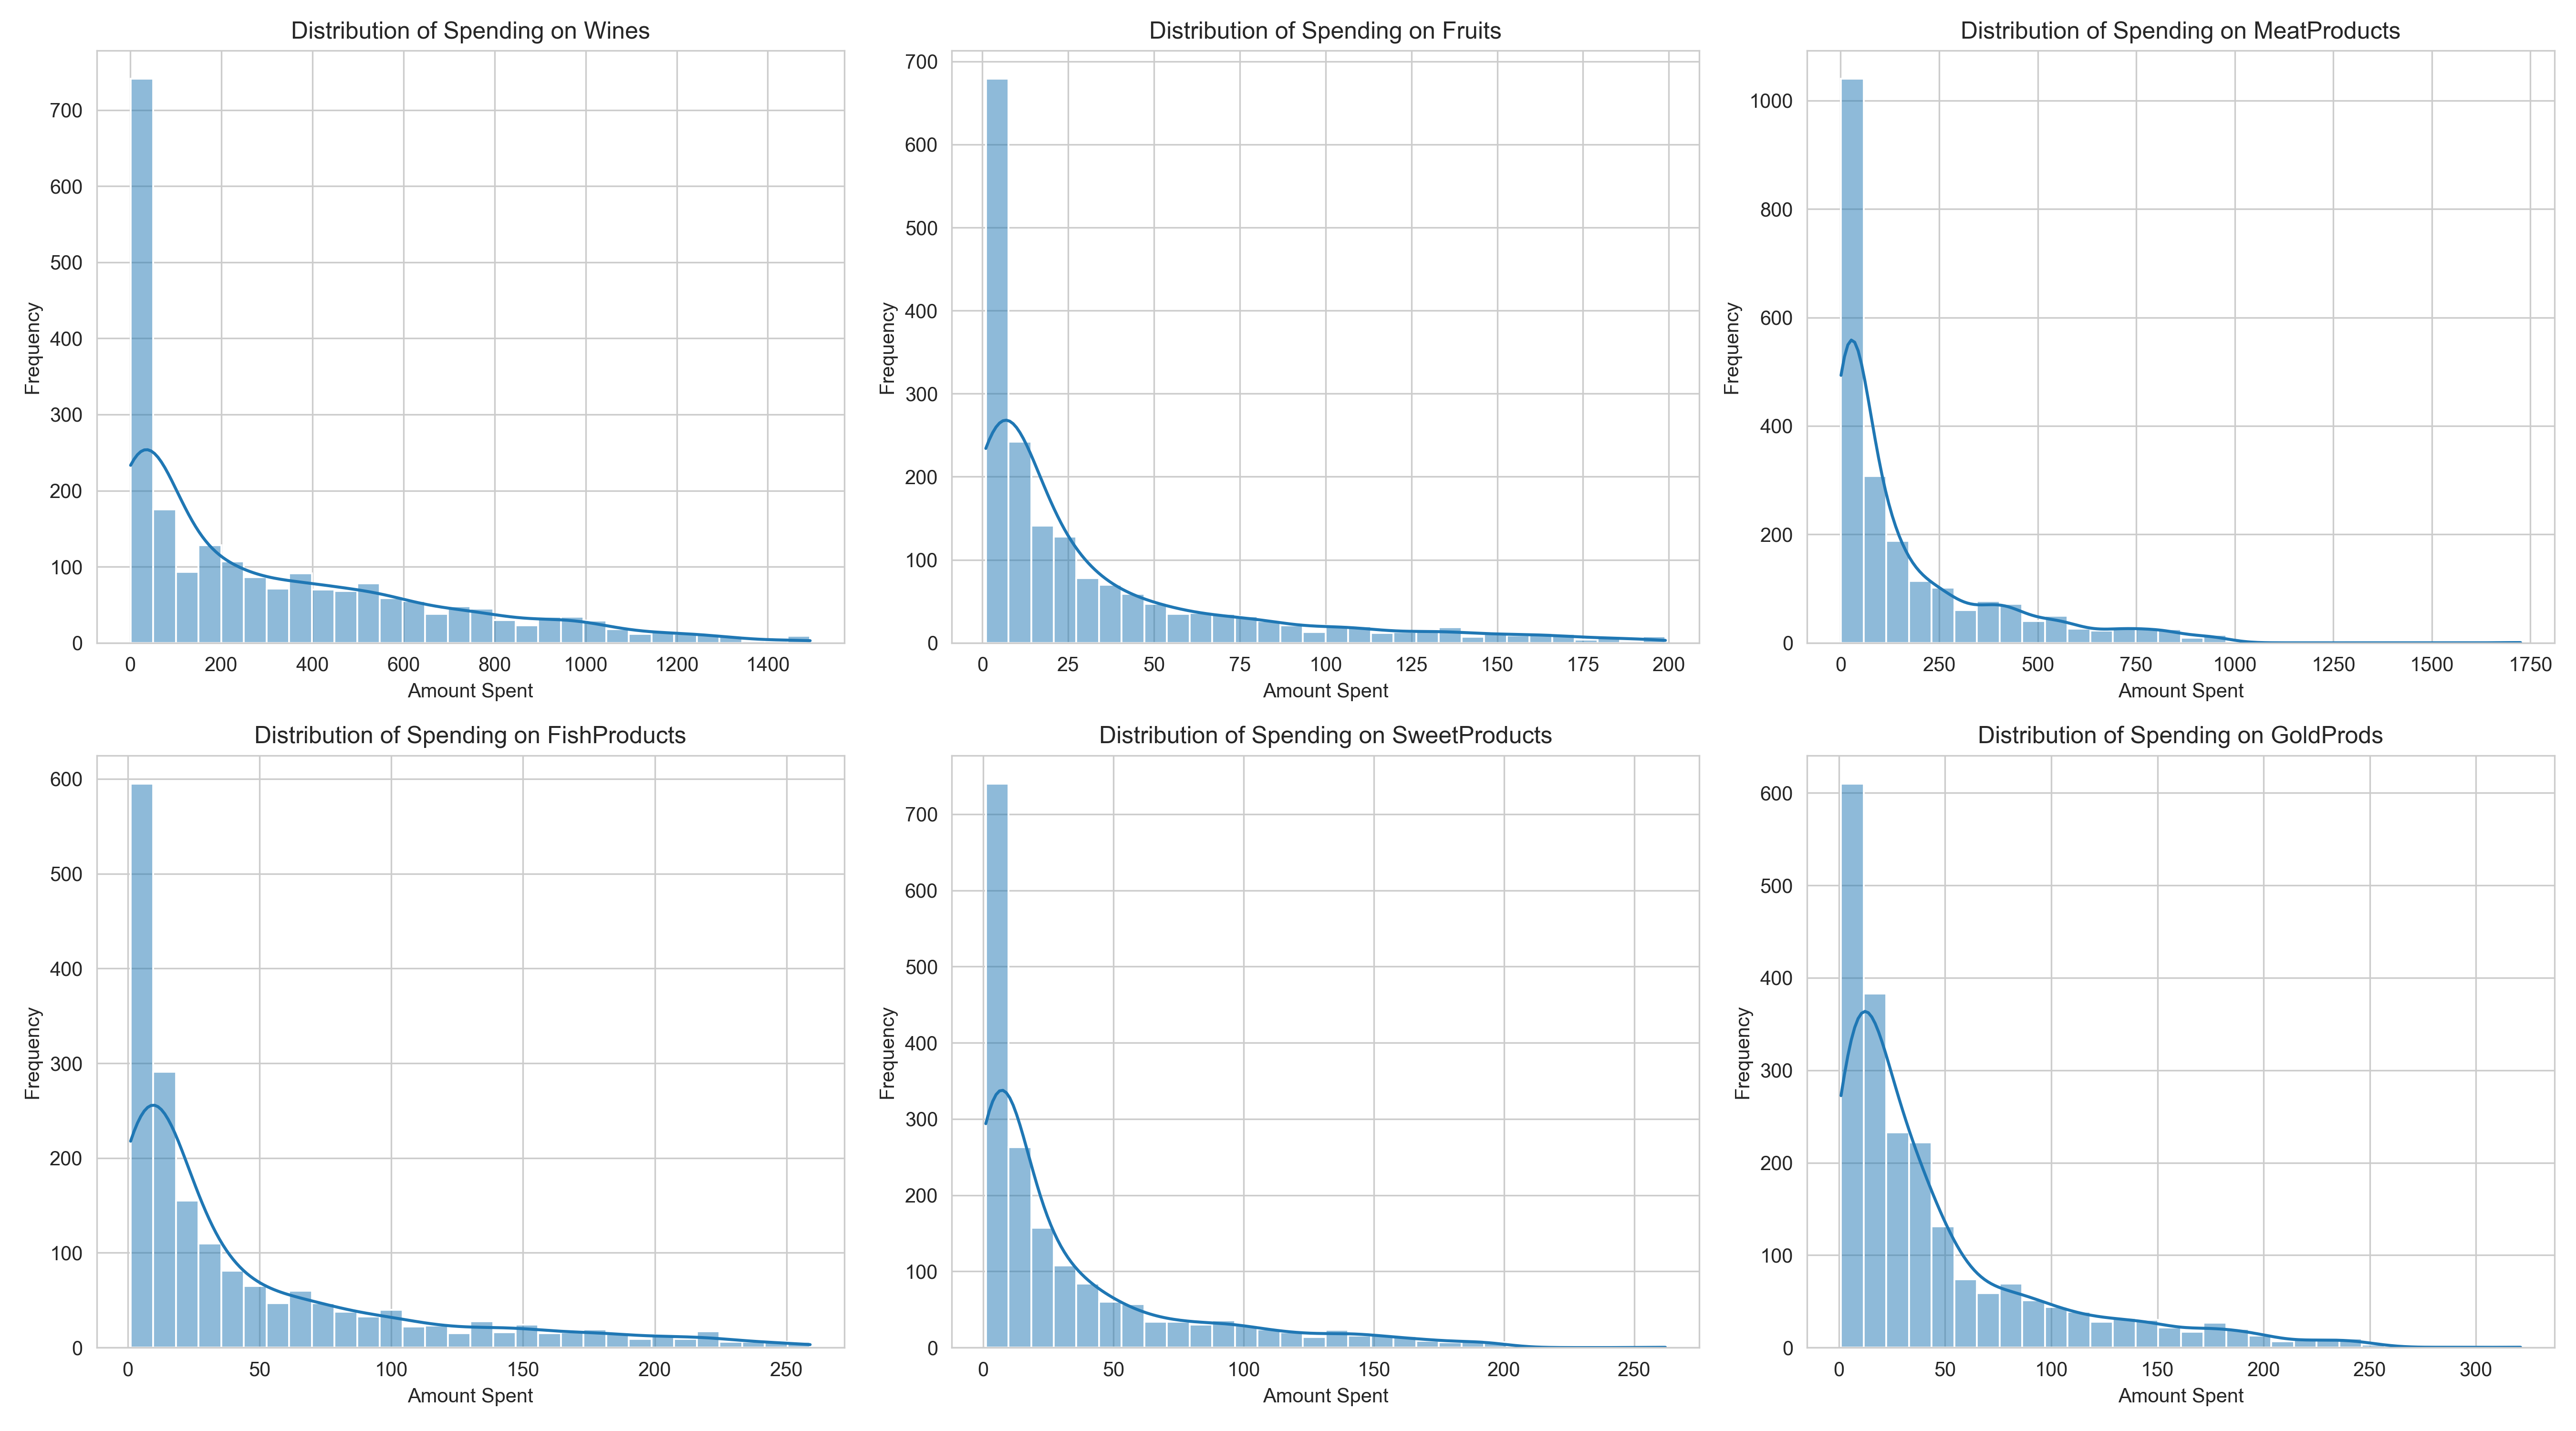 Distribution of Spending on Wines
700
600
500
400
300
200
100
0
Frequency
0 200 400 600 800 1000 1200 1400
Amount Spent
Distribution of Spending on Fruits
700
600
500
400
300
200
100
0
Frequency
0 25 50 75 100 125 150 175 200
Amount Spent
Distribution of Spending on MeatProducts
1000
800
600
400
200
0
Frequency
0 250 500 750 1000 1250 1500 1750
Amount Spent
Distribution of Spending on FishProducts
600
500
400
300
200
100
0
Frequency
0 50 100 150 200 250
Amount Spent
Distribution of Spending on SweetProducts
700
600
500
400
300
200
100
0
Frequency
0 50 100 150 200 250
Amount Spent
Distribution of Spending on GoldProds
600
500
400
300
200
100
0
Frequency
0 50 100 150 200 250 300
Amount Spent